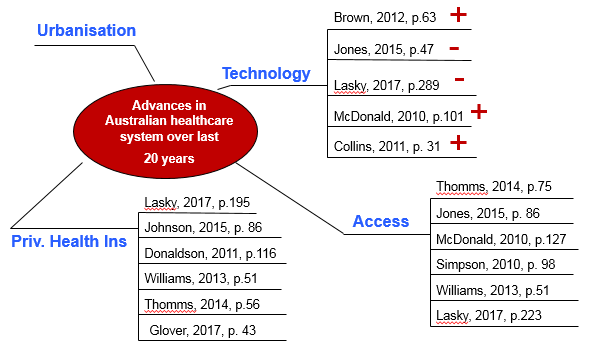 Urbanisation
Technology
Brown, 2012, p.63 +
Jones, 2015, p.47 -
Lasky, 2017, p.289 -
McDonald, 2010, p.101 +
Collins, 2011, p. 31 +
Advances in
Australian healthcare
system over last
20 years
Priv. Health Ins
Lasky, 2017, p.195
Johnson, 2015, p. 86
Donaldson, 2011, p.116
Williams, 2013, p.51
Thomms, 2014, p.56
Glover, 2017, p. 43
Access
Thomms, 2014, p.75
Jones, 2015, p. 86
McDonald, 2010, p.127
Simpson, 2010, p. 98
Williams, 2013, p.51
Lasky, 2017, p.223